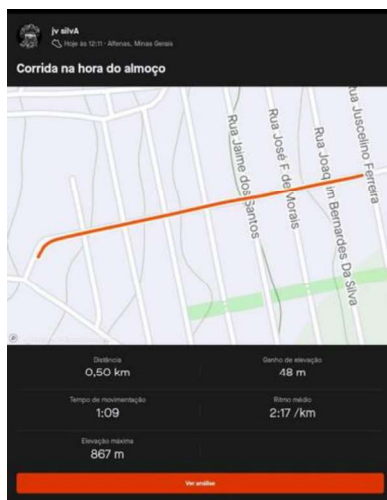 jv silvA
Hoje às 12:11 · Alfenas, Minas Gerais
Corrida na hora do almoço
Rua Jaime dos Santos
Rua José F de Morais
Rua Joaquim Bernardes Da Silva
Rua Juscelino Ferreira
Distância
Ganho de elevação
0,50 km
48 m
Tempo de movimentação
Ritmo médio
1:09
2:17 /km
Elevação máxima
867 m
Ver análise